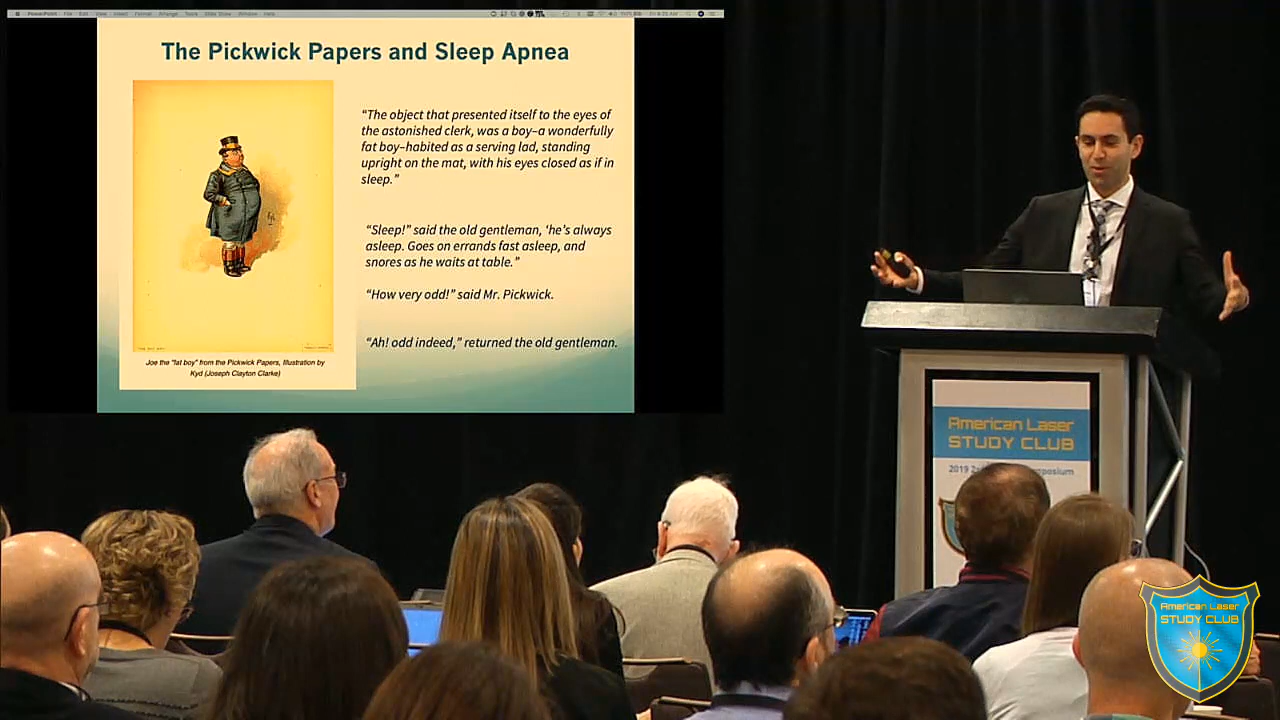 The Pickwick Papers and Sleep Apnea
“The object that presented itself to the eyes of
the astonished clerk, was a boy–a wonderfully
fat boy–habited as a serving lad, standing
upright on the mat, with his eyes closed as if in
sleep.”
“Sleep!” said the old gentleman, ‘he’s always
asleep. Goes on errands fast asleep, and
snores as he waits at table.”
“How very odd!” said Mr. Pickwick.
“Ah! odd indeed,” returned the old gentleman.
Joe the “fat boy” from the Pickwick Papers, Illustration by
Kyd (Joseph Clayton Clarke)
American Laser
STUDY CLUB
2019
American Laser
STUDY CLUB